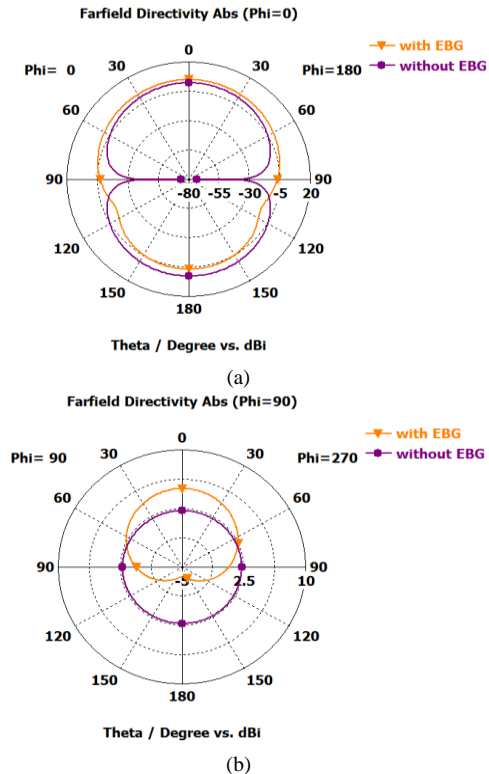 Farfield Directivity Abs (Phi=0)
with EBG
without EBG
0
30 30
Phi= 0 Phi=180
60 60
90 -80 -55 -30 -5 20 90
120 120
150 150
180
Theta / Degree vs. dBi
(a)
Farfield Directivity Abs (Phi=90)
with EBG
without EBG
0
30 30
Phi= 90 Phi=270
60 60
90 90
-5 2.5 10
120 120
150 150
180
Theta / Degree vs. dBi
(b)